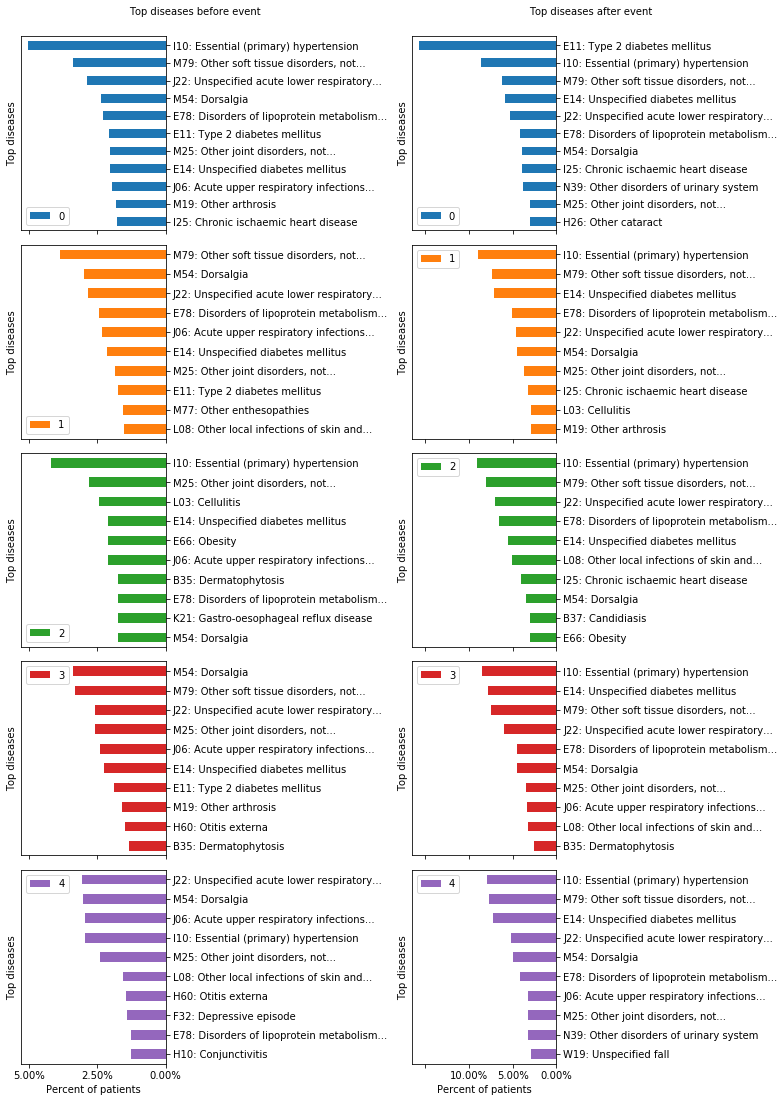 Top diseases before event
Top diseases
I10: Essential (primary) hypertension
M79: Other soft tissue disorders, not...
J22: Unspecified acute lower respiratory...
M54: Dorsalgia
E78: Disorders of lipoprotein metabolism...
E11: Type 2 diabetes mellitus
M25: Other joint disorders, not...
E14: Unspecified diabetes mellitus
J06: Acute upper respiratory infections...
M19: Other arthrosis
I25: Chronic ischaemic heart disease
0
Top diseases after event
Top diseases
E11: Type 2 diabetes mellitus
I10: Essential (primary) hypertension
M79: Other soft tissue disorders, not...
E14: Unspecified diabetes mellitus
J22: Unspecified acute lower respiratory...
E78: Disorders of lipoprotein metabolism...
M54: Dorsalgia
I25: Chronic ischaemic heart disease
N39: Other disorders of urinary system
M25: Other joint disorders, not...
H26: Other cataract
0
Top diseases
M79: Other soft tissue disorders, not...
M54: Dorsalgia
J22: Unspecified acute lower respiratory...
E78: Disorders of lipoprotein metabolism...
J06: Acute upper respiratory infections...
E14: Unspecified diabetes mellitus
M25: Other joint disorders, not...
E11: Type 2 diabetes mellitus
M77: Other enthesopathies
L08: Other local infections of skin and...
1
Top diseases
1
I10: Essential (primary) hypertension
M79: Other soft tissue disorders, not...
E14: Unspecified diabetes mellitus
E78: Disorders of lipoprotein metabolism...
J22: Unspecified acute lower respiratory...
M54: Dorsalgia
M25: Other joint disorders, not...
I25: Chronic ischaemic heart disease
L03: Cellulitis
M19: Other arthrosis
Top diseases
I10: Essential (primary) hypertension
M25: Other joint disorders, not...
L03: Cellulitis
E14: Unspecified diabetes mellitus
E66: Obesity
J06: Acute upper respiratory infections...
B35: Dermatophytosis
E78: Disorders of lipoprotein metabolism...
K21: Gastro-oesophageal reflux disease
M54: Dorsalgia
2
Top diseases
2
I10: Essential (primary) hypertension
M79: Other soft tissue disorders, not...
J22: Unspecified acute lower respiratory...
E78: Disorders of lipoprotein metabolism...
E14: Unspecified diabetes mellitus
L08: Other local infections of skin and...
I25: Chronic ischaemic heart disease
M54: Dorsalgia
B37: Candidiasis
E66: Obesity
Top diseases
3
M54: Dorsalgia
M79: Other soft tissue disorders, not...
J22: Unspecified acute lower respiratory...
M25: Other joint disorders, not...
J06: Acute upper respiratory infections...
E14: Unspecified diabetes mellitus
E11: Type 2 diabetes mellitus
M19: Other arthrosis
H60: Otitis externa
B35: Dermatophytosis
Top diseases
3
I10: Essential (primary) hypertension
E14: Unspecified diabetes mellitus
M79: Other soft tissue disorders, not...
J22: Unspecified acute lower respiratory...
E78: Disorders of lipoprotein metabolism...
M54: Dorsalgia
M25: Other joint disorders, not...
J06: Acute upper respiratory infections...
L08: Other local infections of skin and...
B35: Dermatophytosis
Top diseases
4
J22: Unspecified acute lower respiratory...
M54: Dorsalgia
J06: Acute upper respiratory infections...
I10: Essential (primary) hypertension
M25: Other joint disorders, not...
L08: Other local infections of skin and...
H60: Otitis externa
F32: Depressive episode
E78: Disorders of lipoprotein metabolism...
H10: Conjunctivitis
5.00% 2.50% 0.00%
Percent of patients
Top diseases
4
I10: Essential (primary) hypertension
M79: Other soft tissue disorders, not...
E14: Unspecified diabetes mellitus
J22: Unspecified acute lower respiratory...
M54: Dorsalgia
E78: Disorders of lipoprotein metabolism...
J06: Acute upper respiratory infections...
M25: Other joint disorders, not...
N39: Other disorders of urinary system
W19: Unspecified fall
10.00% 5.00% 0.00%
Percent of patients